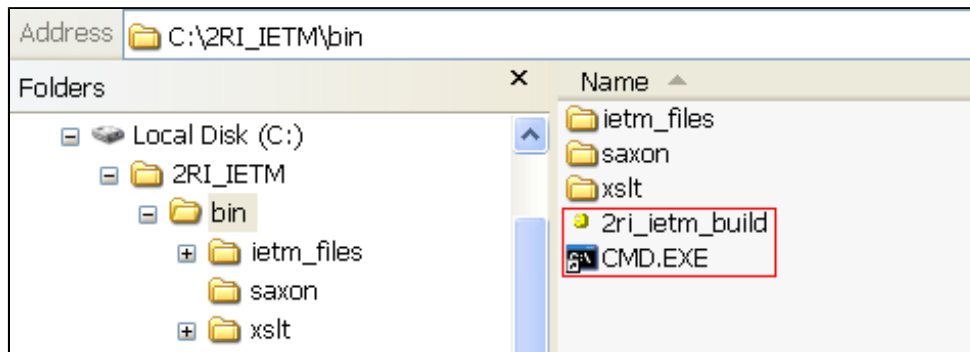 Address C:\2RI_IETM\bin
Folders
Local Disk (C:)
2RI_IETM
bin
ietm_files
saxon
xslt
Name
ietm_files
saxon
xslt
2ri_ietm_build
CMD.EXE